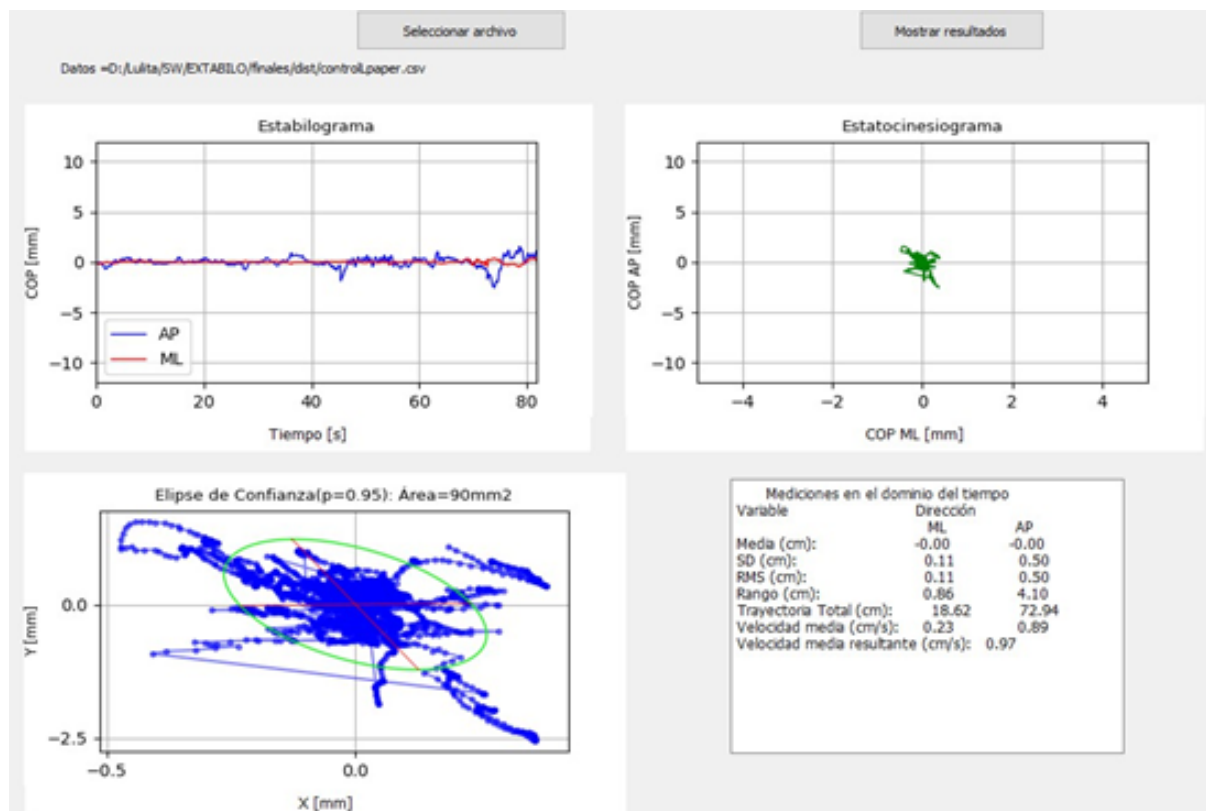 Seleccionar archivo
Mostrar resultados
Datos =D:/Lulita/SW/EXTABILO/finales/dist/controlLpaper.csv
Estabilograma
10
5
0
−5
−10
COP [mm]
AP
ML
0 20 40 60 80
Tiempo [s]
Estatocinesiograma
10
5
0
−5
−10
COP AP [mm]
−4 −2 0 2 4
COP ML [mm]
Elipse de Confianza(p=0.95): Área=90mm2
0.0
−2.5
Y [mm]
−0.5 0.0
X [mm]
Mediciones en el dominio del tiempo
Variable Dirección
ML AP
Media (cm): -0.00 -0.00
SD (cm): 0.11 0.50
RMS (cm): 0.11 0.50
Rango (cm): 0.86 4.10
Trayectoria Total (cm): 18.62 72.94
Velocidad media (cm/s): 0.23 0.89
Velocidad media resultante (cm/s): 0.97